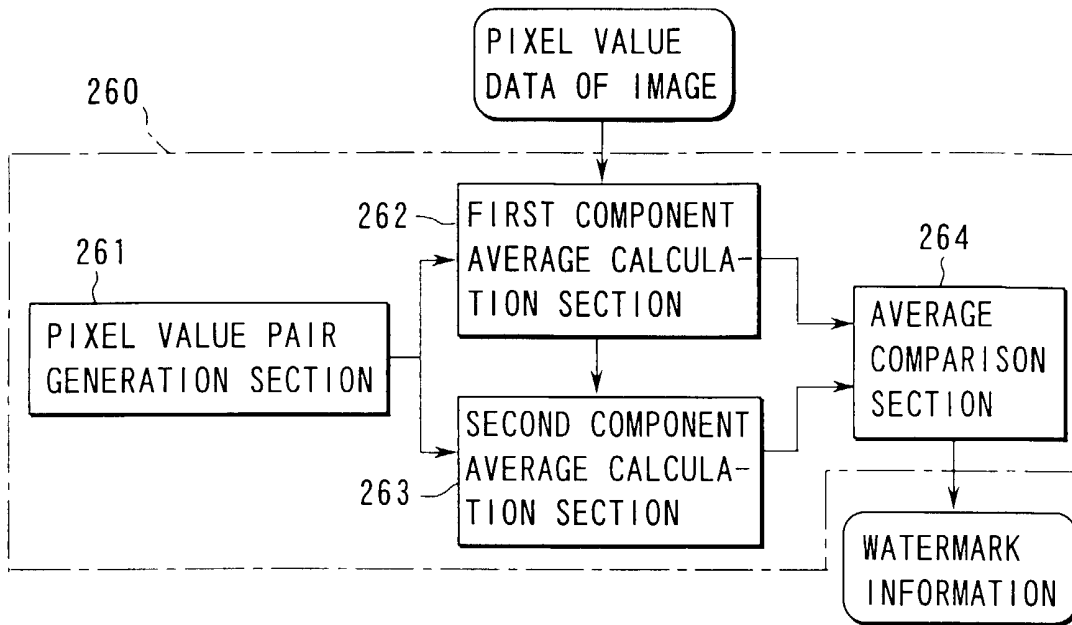 PIXEL VALUE
DATA OF IMAGE
260
262
FIRST COMPONENT
AVERAGE CALCULA-
TION SECTION
261
PIXEL VALUE PAIR
GENERATION SECTION
264
AVERAGE
COMPARISON
SECTION
263
SECOND COMPONENT
AVERAGE CALCULA-
TION SECTION
WATERMARK
INFORMATION